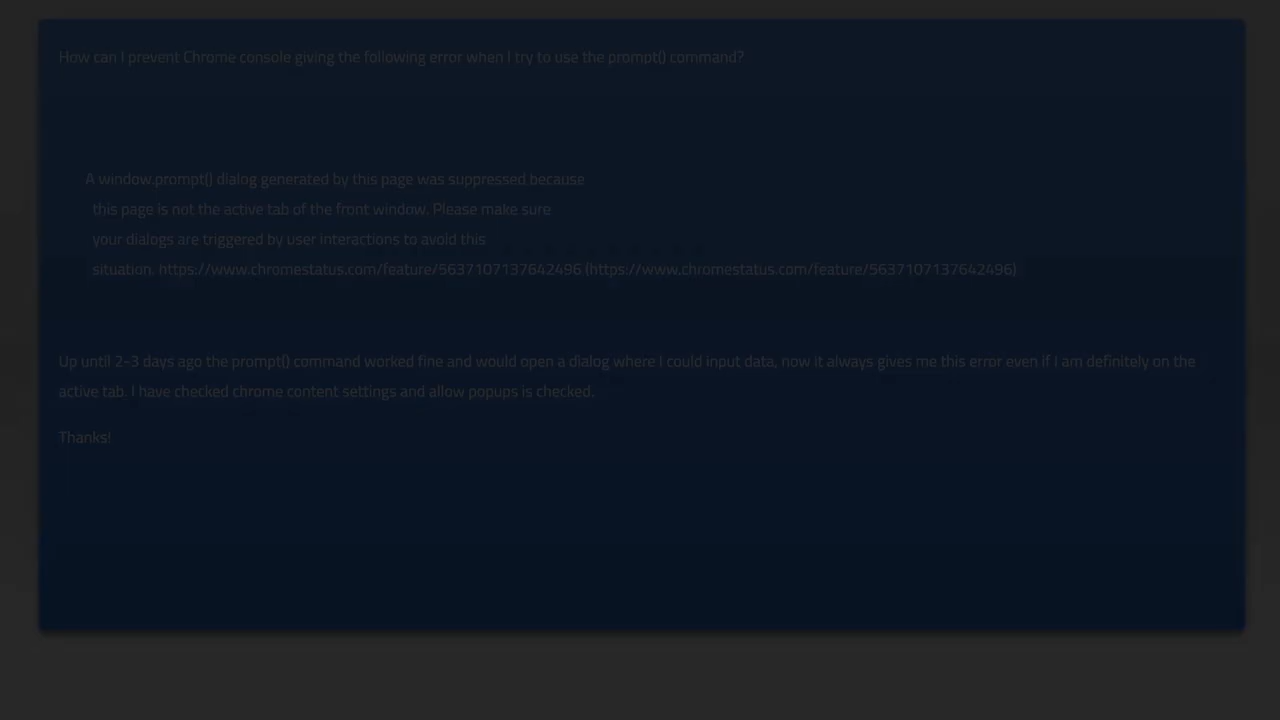 How can I prevent Chrome console giving the following error when I try to use the prompt() command?
A window.prompt() dialog generated by this page was suppressed because
this page is not the active tab of the front window. Please make sure
your dialogs are triggered by user interactions to avoid this
situation. https://www.chromestatus.com/feature/5637107137642496 (https://www.chromestatus.com/feature/5637107137642496)
Up until 2-3 days ago the prompt() command worked fine and would open a dialog where I could input data, now it always gives me this error even if I am definitely on the
active tab. I have checked chrome content settings and allow popups is checked.
Thanks!